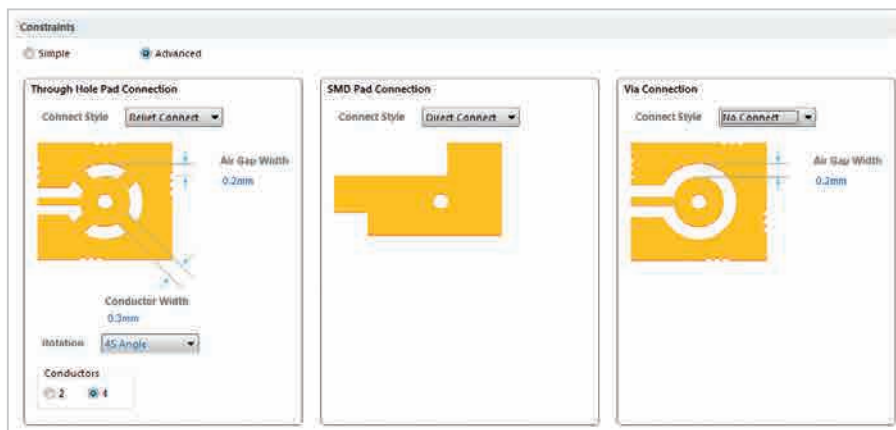 Constraints
Simple
Advanced
Through Hole Pad Connection
Connect Style
Relief Connect
Air Gap Width
0.2mm
Conductor Width
0.3mm
Rotation
45 Angle
Conductors
2
4
SMD Pad Connection
Connect Style
Direct Connect
Via Connection
Connect Style
No Connect
Air Gap Width
0.2mm